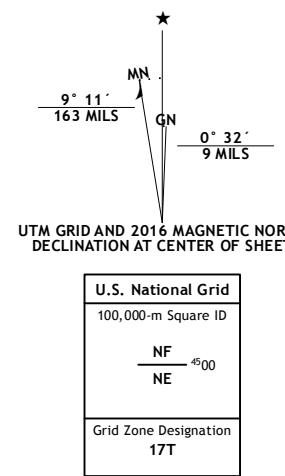 ★
MN
9° 11´
163 MILS
GN
0° 32´
9 MILS
UTM GRID AND 2016 MAGNETIC NOR
DECLINATION AT CENTER OF SHEET
U.S. National Grid
100,000-m Square ID
NF
4500
NE
Grid Zone Designation
17T